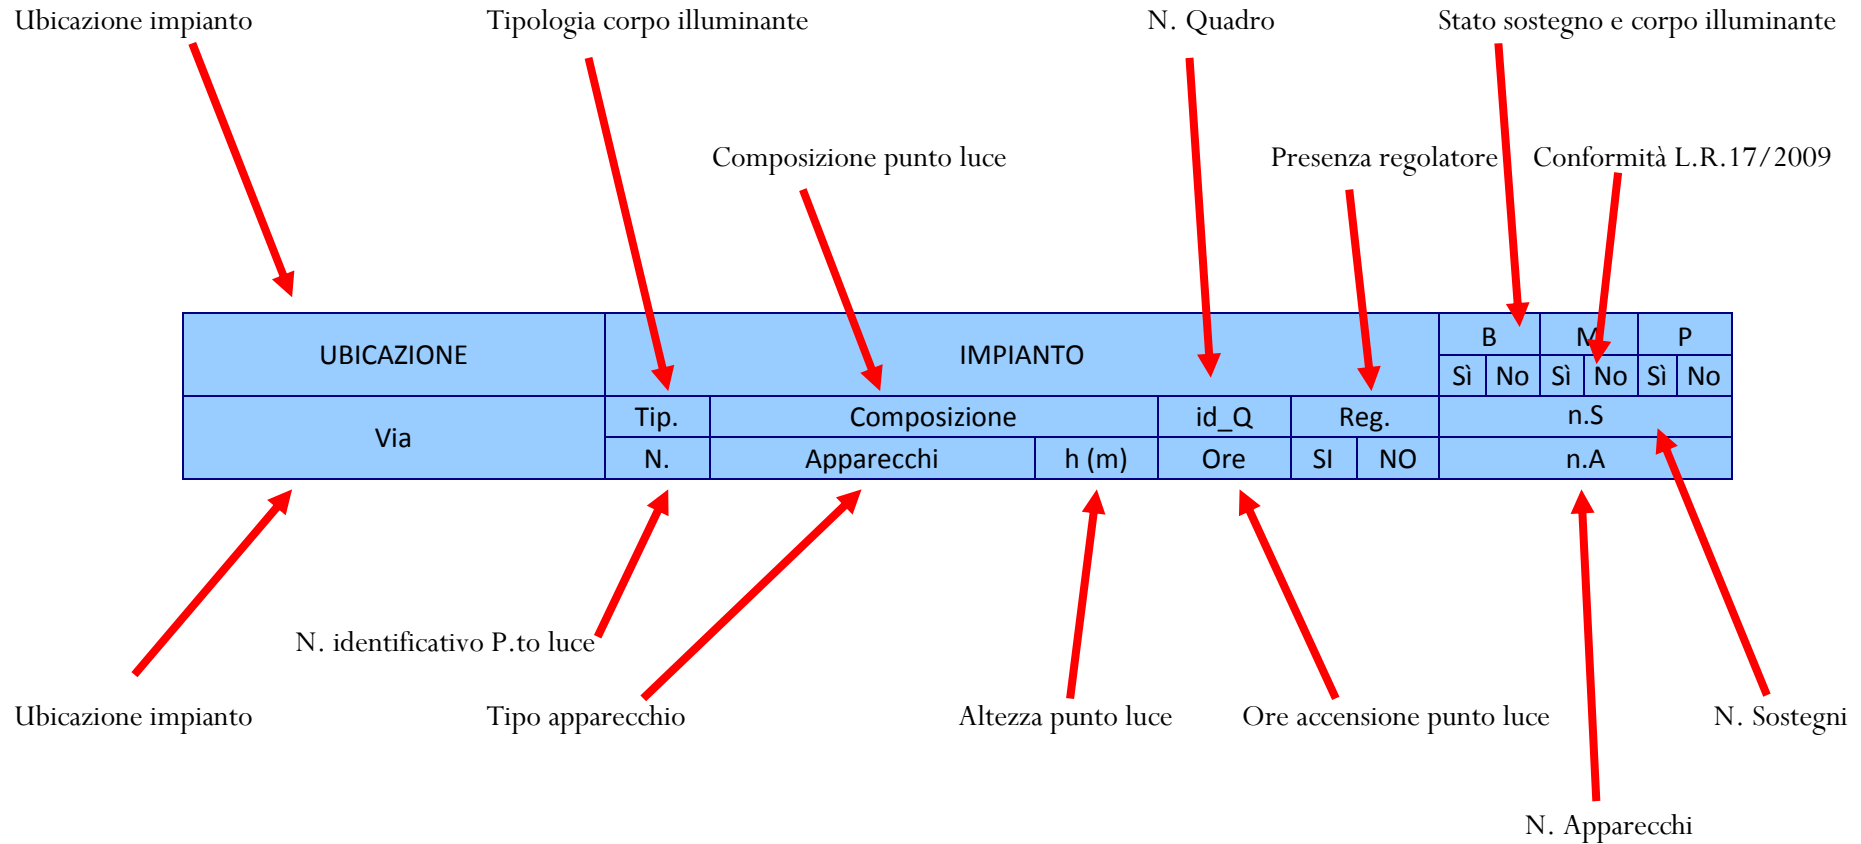 Ubicazione impianto
Tipologia corpo illuminante
N. Quadro
Stato sostegno e corpo illuminante
Composizione punto luce
Presenza regolatore
Conformità L.R.17/2009
UBICAZIONE
IMPIANTO
B
M
P
Sì No Sì No Sì No
Via
Tip.
Composizione
id_Q
Reg.
n.S
N.
Apparecchi
h (m)
Ore
SI
NO
n.A
N. identificativo P.to luce
Ubicazione impianto
Tipo apparecchio
Altezza punto luce
Ore accensione punto luce
N. Sostegni
N. Apparecchi